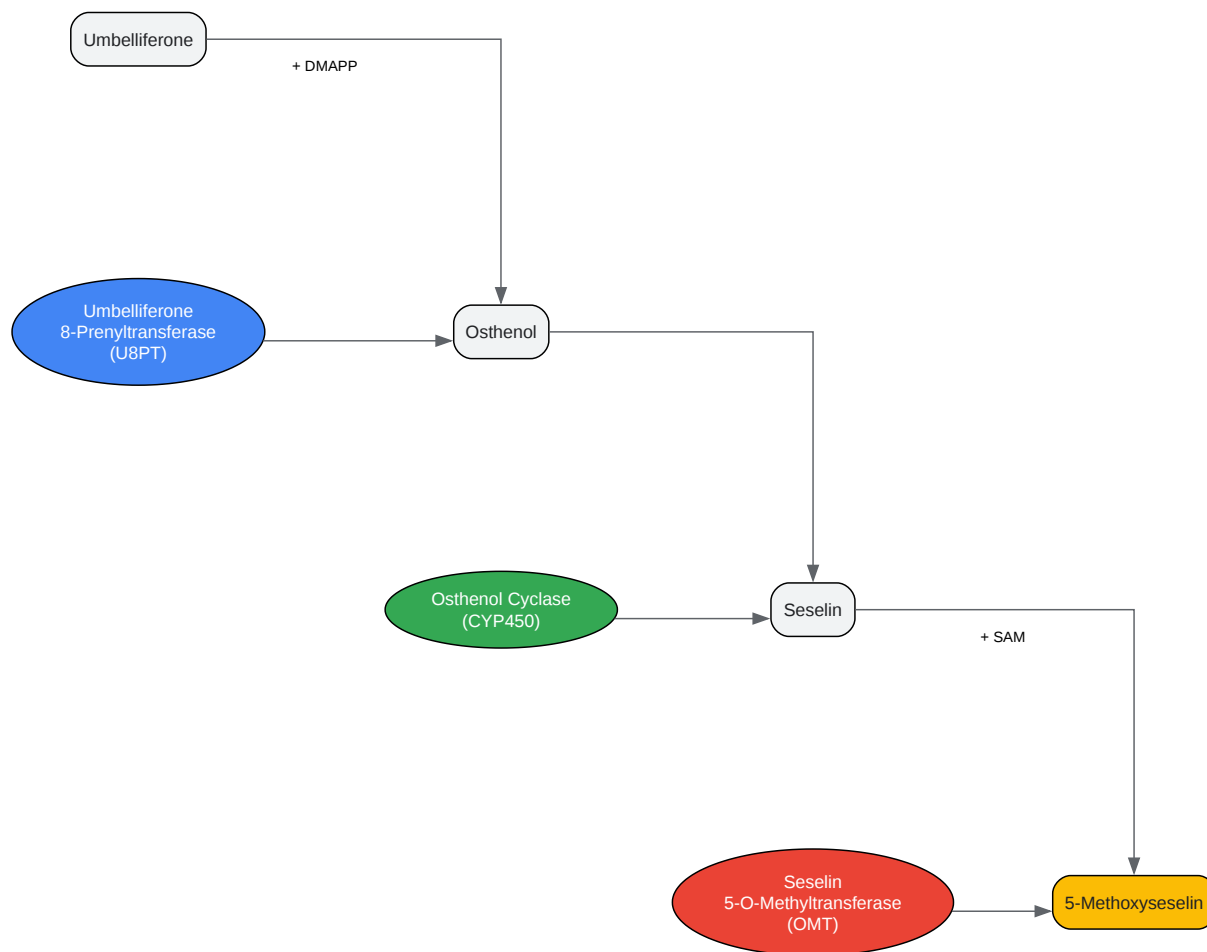 Umbelliferone
+ DMAPP
Umbelliferone
8-Prenyltransferase
(U8PT)
Osthenol
Osthenol Cyclase
(CYP450)
Seselin
+ SAM
Seselin
5-O-Methyltransferase
(OMT)
5-Methoxyseselin